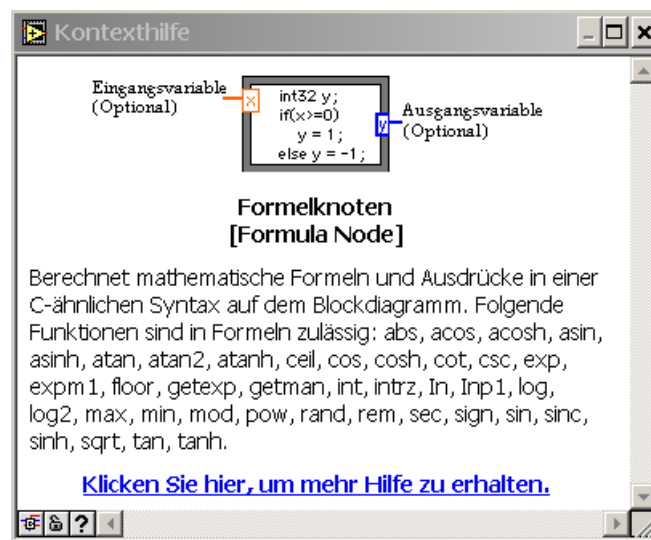 Kontexthilfe
Eingangsvariable
(Optional)
x
int32 y;
if(x>=0)
y = 1;
else y = -1;
y
Ausgangsvariable
(Optional)
Formelknoten
[Formula Node]
Berechnet mathematische Formeln und Ausdrücke in einer
C-ähnlichen Syntax auf dem Blockdiagramm. Folgende
Funktionen sind in Formeln zulässig: abs, acos, acosh, asin,
asinh, atan, atan2, atanh, ceil, cos, cosh, cot, csc, exp,
expm1, floor, getexp, getman, int, intrz, In, Inp1, log,
log2, max, min, mod, pow, rand, rem, sec, sign, sin, sinc,
sinh, sqrt, tan, tanh.
Klicken Sie hier, um mehr Hilfe zu erhalten.
?